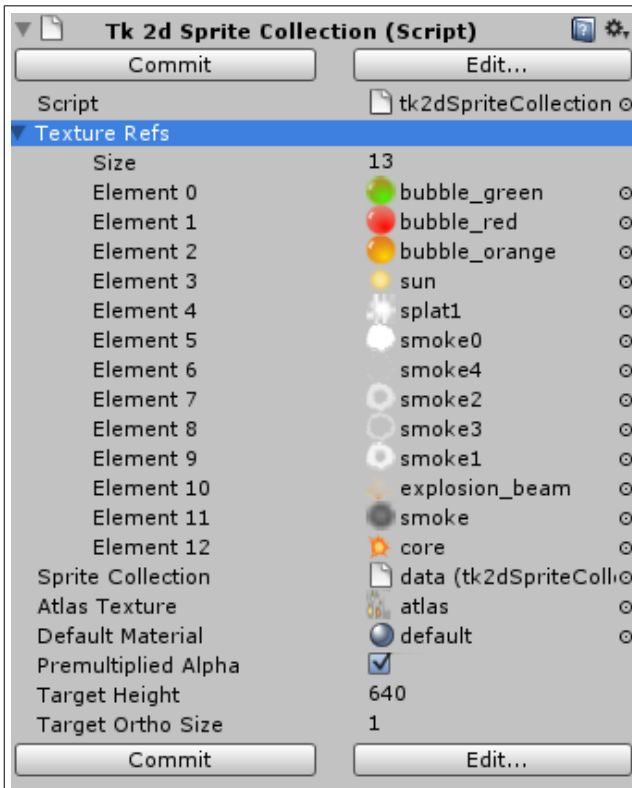 Tk 2d Sprite Collection (Script)
Commit Edit...
Script tk2dSpriteCollection
Texture Refs
Size 13
Element 0 bubble_green
Element 1 bubble_red
Element 2 bubble_orange
Element 3 sun
Element 4 splat1
Element 5 smoke0
Element 6 smoke4
Element 7 smoke2
Element 8 smoke3
Element 9 smoke1
Element 10 explosion_beam
Element 11 smoke
Element 12 core
Sprite Collection data (tk2dSpriteColl
Atlas Texture atlas
Default Material default
Premultiplied Alpha
Target Height 640
Target Ortho Size 1
Commit Edit...